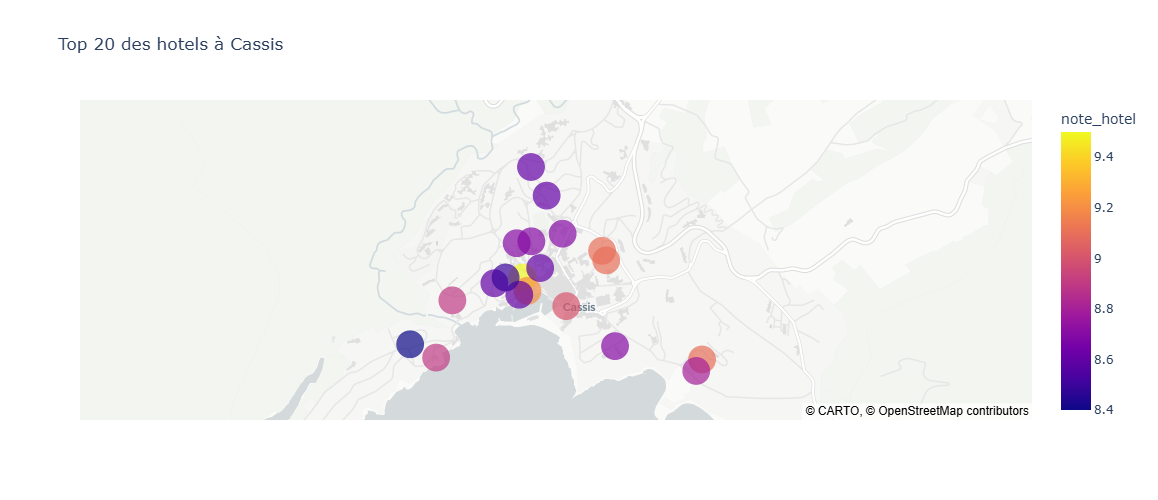 Top 20 des hotels à Cassis
note_hotel
9.4
9.2
9
8.8
8.6
8.4
Cassis
© CARTO, © OpenStreetMap contributors